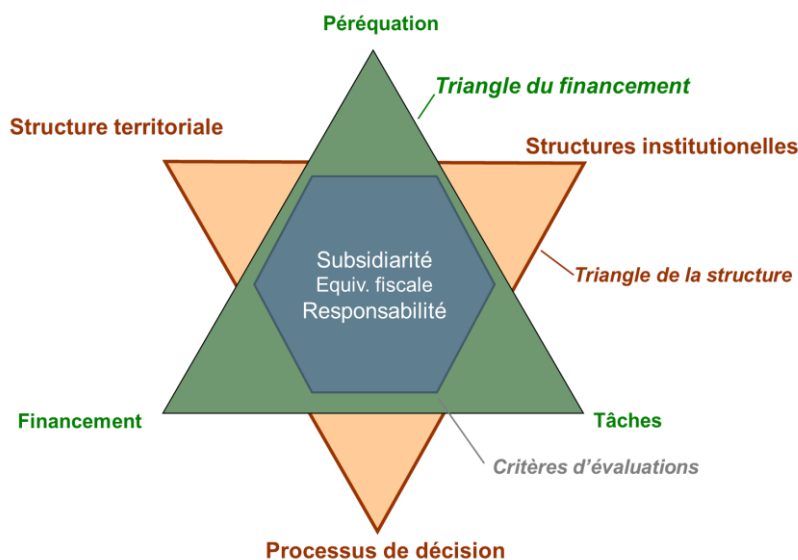 Péréquation
Triangle du financement
Structure territoriale
Structures institutionelles
Subsidiarité
Equiv. fiscale
Responsabilité
Triangle de la structure
Financement
Tâches
Critères d'évaluations
Processus de décision